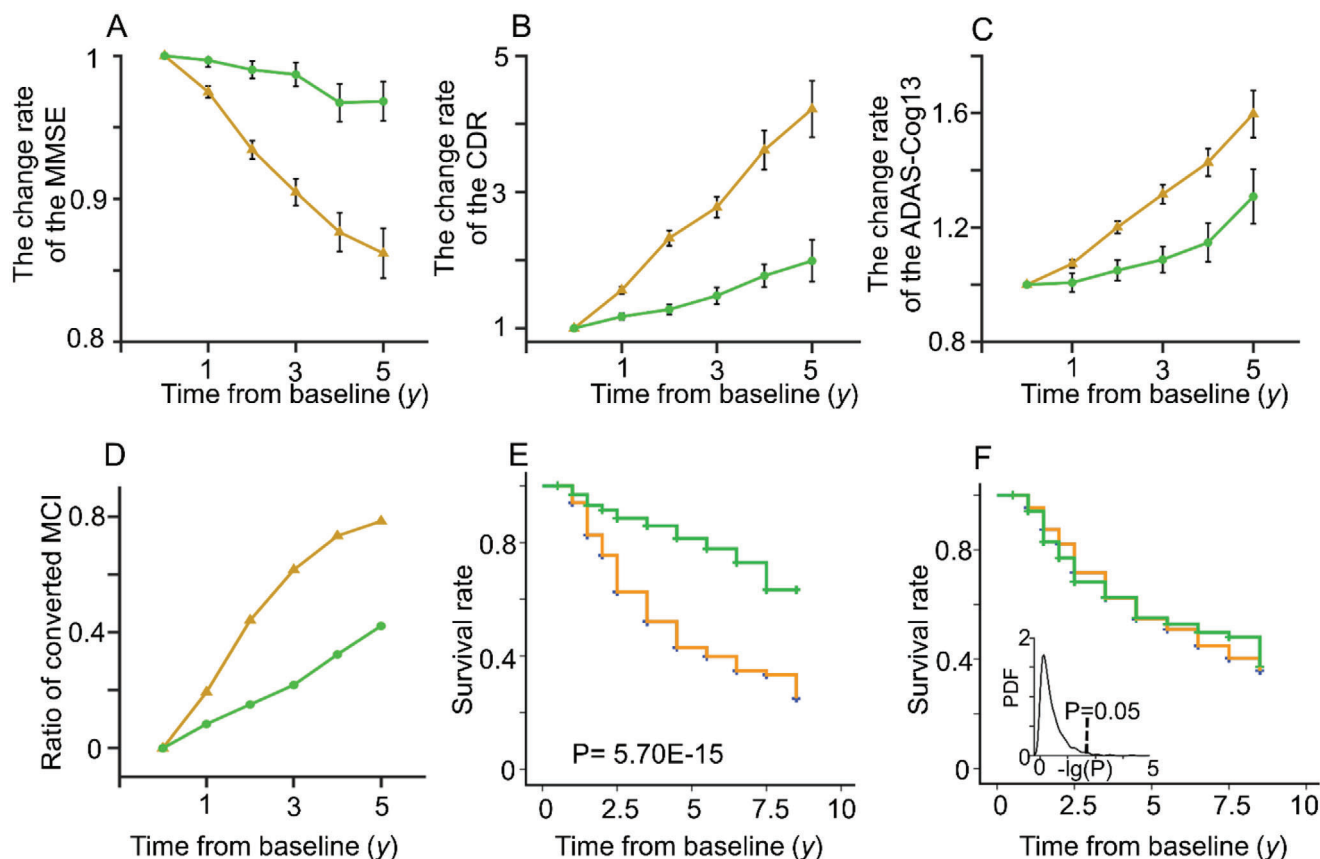 A
The change rate
of the MMSE
1
0.9
0.8
1
3
5
Time from baseline (y)
B
The change rate
of the CDR
5
3
1
1
3
5
Time from baseline (y)
C
The change rate
of the ADAS-Cog13
1.6
1.2
0.8
1
3
5
Time from baseline (y)
D
Ratio of converted MCI
0.8
0.4
0
1
3
5
Time from baseline (y)
E
Survival rate
0.8
0.4
0
P= 5.70E-15
0
2.5
5
7.5
10
Time from baseline (y)
F
Survival rate
0.8
0.4
0
2
PDF
0
P=0.05
0
-lg(P)
5
0
2.5
5
7.5
10
Time from baseline (y)